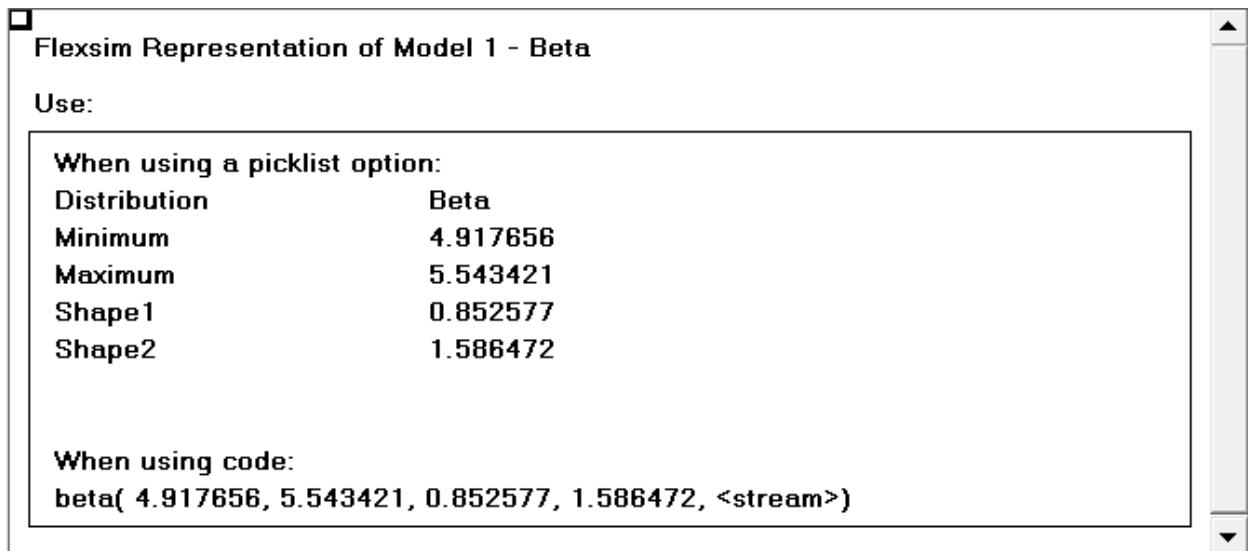 Flexsim Representation of Model 1 - Beta
Use:
When using a picklist option:
Distribution Beta
Minimum 4.917656
Maximum 5.543421
Shape1 0.852577
Shape2 1.586472
When using code:
beta( 4.917656, 5.543421, 0.852577, 1.586472, <stream>)